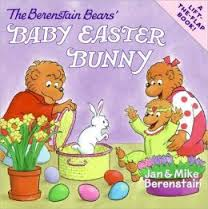 The Berenstain Bears'
BABY EASTER
BUNNY
A LIFT-
THE-FLAP
BOOK!
Jan & Mike
Berenstain